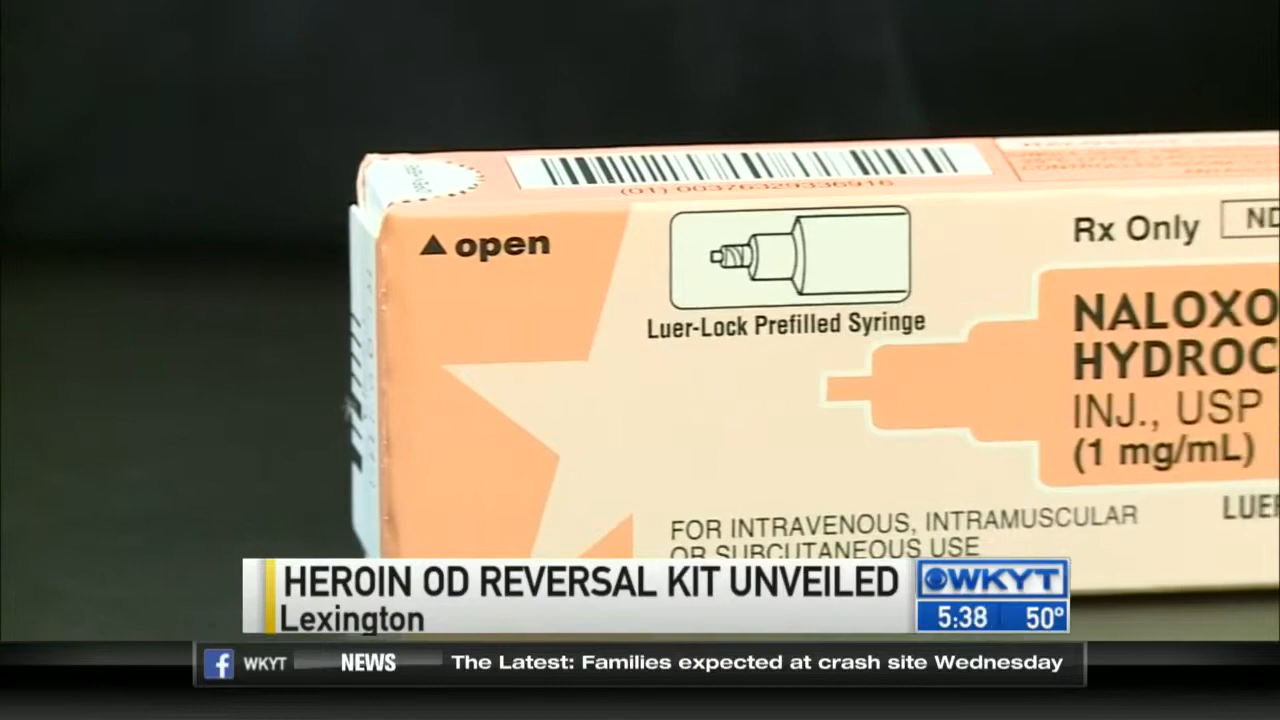 (01) 00376329336916
▲ open
Luer-Lock Prefilled Syringe
Rx Only
NALOXO
HYDROC
INJ., USP
(1 mg/mL)
FOR INTRAVENOUS, INTRAMUSCULAR
OR SUBCUTANEOUS USE
LUER
HEROIN OD REVERSAL KIT UNVEILED
Lexington
WKYT
5:38 50°
WKYT NEWS The Latest: Families expected at crash site Wednesday